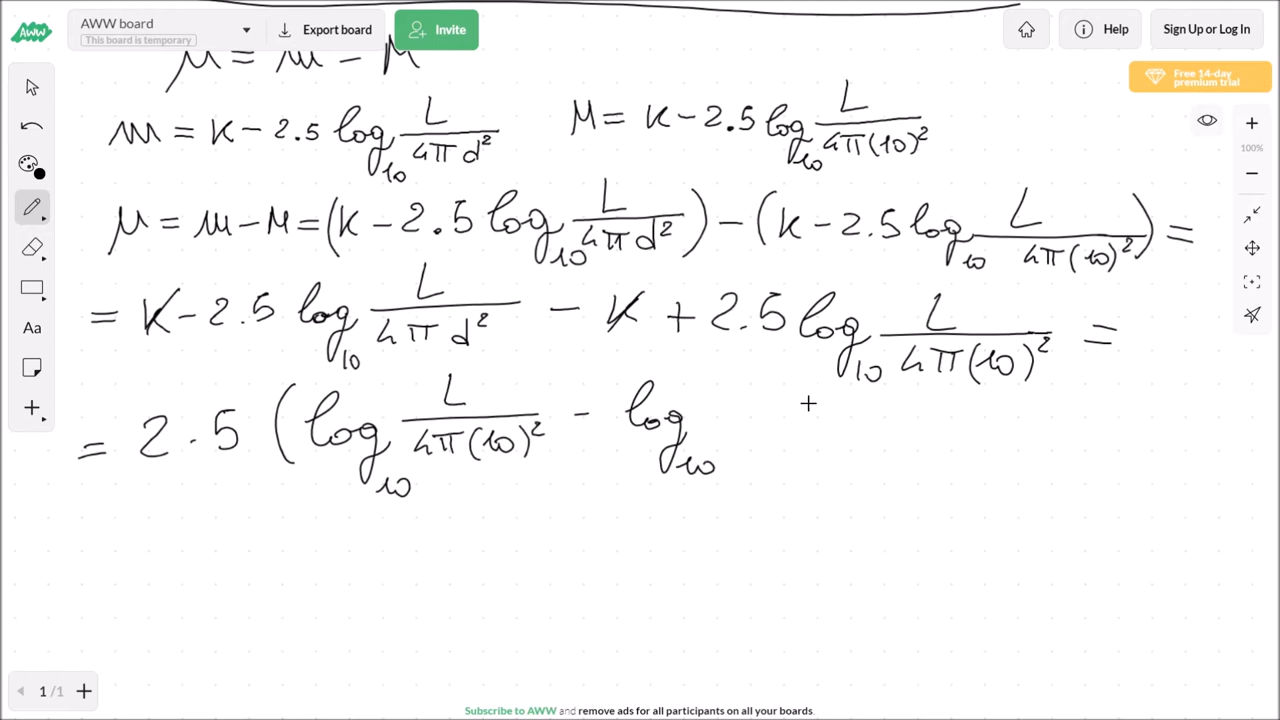 AWW board
This board is temporary
Export board
Invite
Help
Sign Up or Log In
Free 14-day
premium trial
μ = m − M
m = K − 2.5 log₁₀ L/(4π d²)
M = K − 2.5 log₁₀ L/(4π(10)²)
μ = m − M = (K − 2.5 log₁₀ L/(4π d²)) − (K − 2.5 log₁₀ L/(4π(10)²)) =
= K − 2.5 log₁₀ L/(4π d²) − K + 2.5 log₁₀ L/(4π(10)²) =
= 2.5 (log₁₀ L/(4π(10)²) − log₁₀
100%
Aa
1/1
Subscribe to AWW and remove ads for all participants on all your boards.